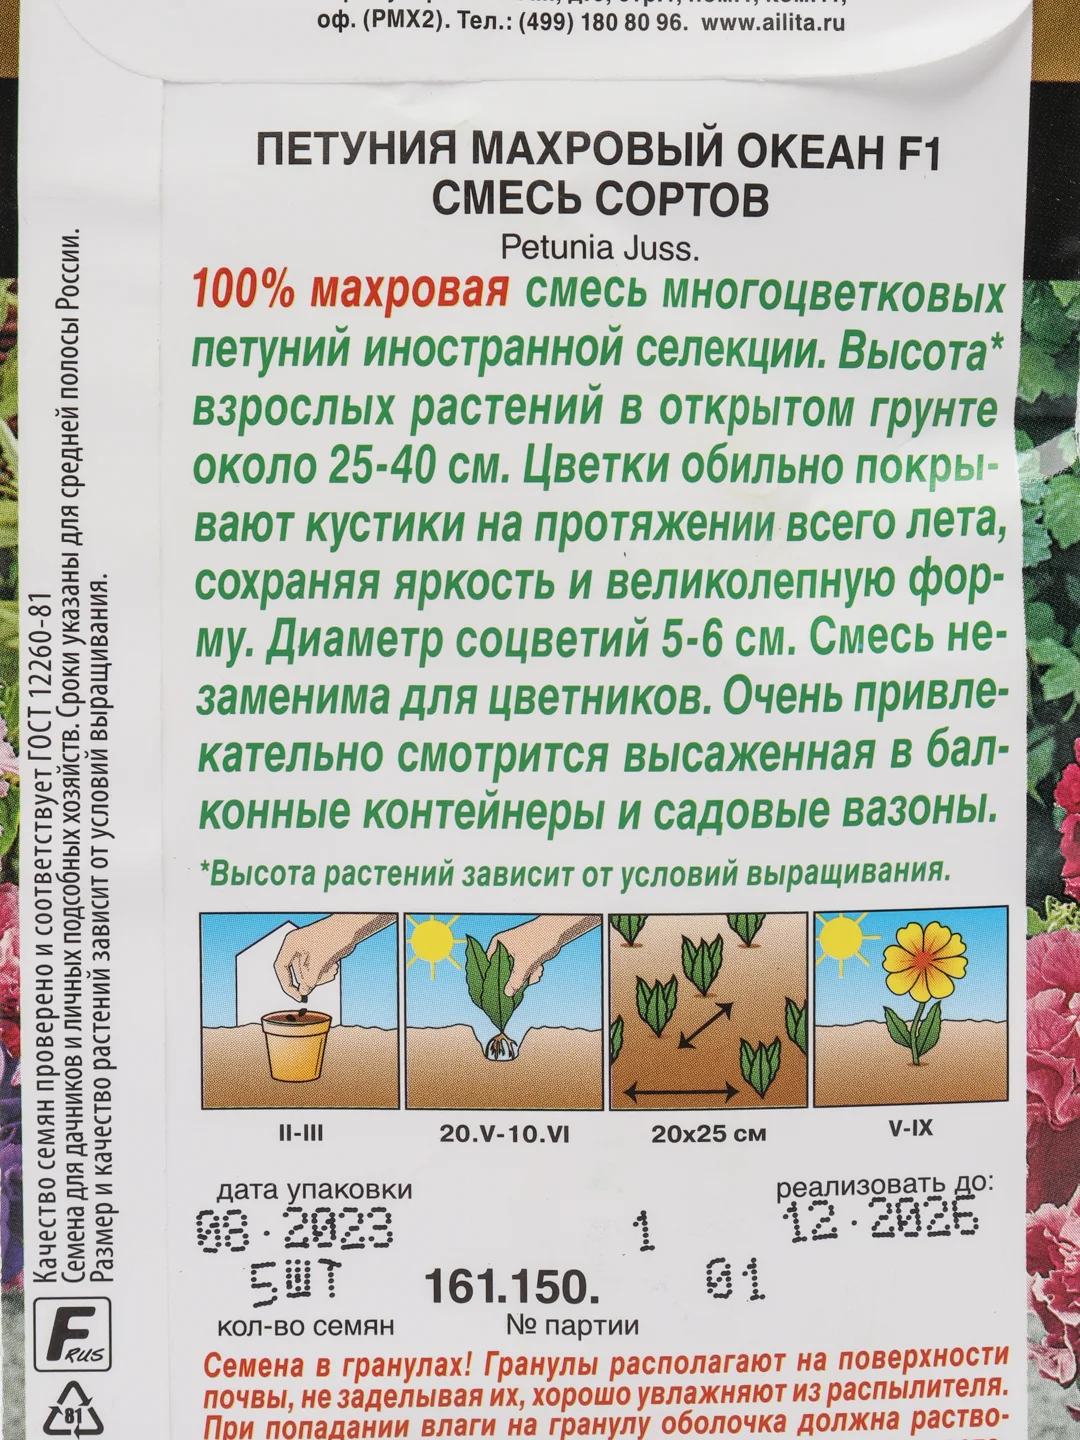 оф. (РМХ2). Тел.: (499) 180 80 96. www.ailita.ru
ПЕТУНИЯ МАХРОВЫЙ ОКЕАН F1
СМЕСЬ СОРТОВ
Petunia Juss.
100% махровая смесь многоцветковых
петуний иностранной селекции. Высота*
взрослых растений в открытом грунте
около 25-40 см. Цветки обильно покры-
вают кустики на протяжении всего лета,
сохраняя яркость и великолепную фор-
му. Диаметр соцветий 5-6 см. Смесь не-
заменима для цветников. Очень привле-
кательно смотрится высаженная в бал-
конные контейнеры и садовые вазоны.
*Высота растений зависит от условий выращивания.
II-III
20.V-10.VI
20х25 см
V-IX
дата упаковки
реализовать до:
08.2023
1
12.2026
5ШТ
161.150.
01
кол-во семян
№ партии
Семена в гранулах! Гранулы располагают на поверхности
почвы, не заделывая их, хорошо увлажняют из распылителя.
При попадании влаги на гранулу оболочка должна раство-
Качество семян проверено и соответствует ГОСТ 12260-81
Семена для дачников и личных подсобных хозяйств. Сроки указаны для средней полосы России.
Размер и качество растений зависит от условий выращивания.
F RUS
81